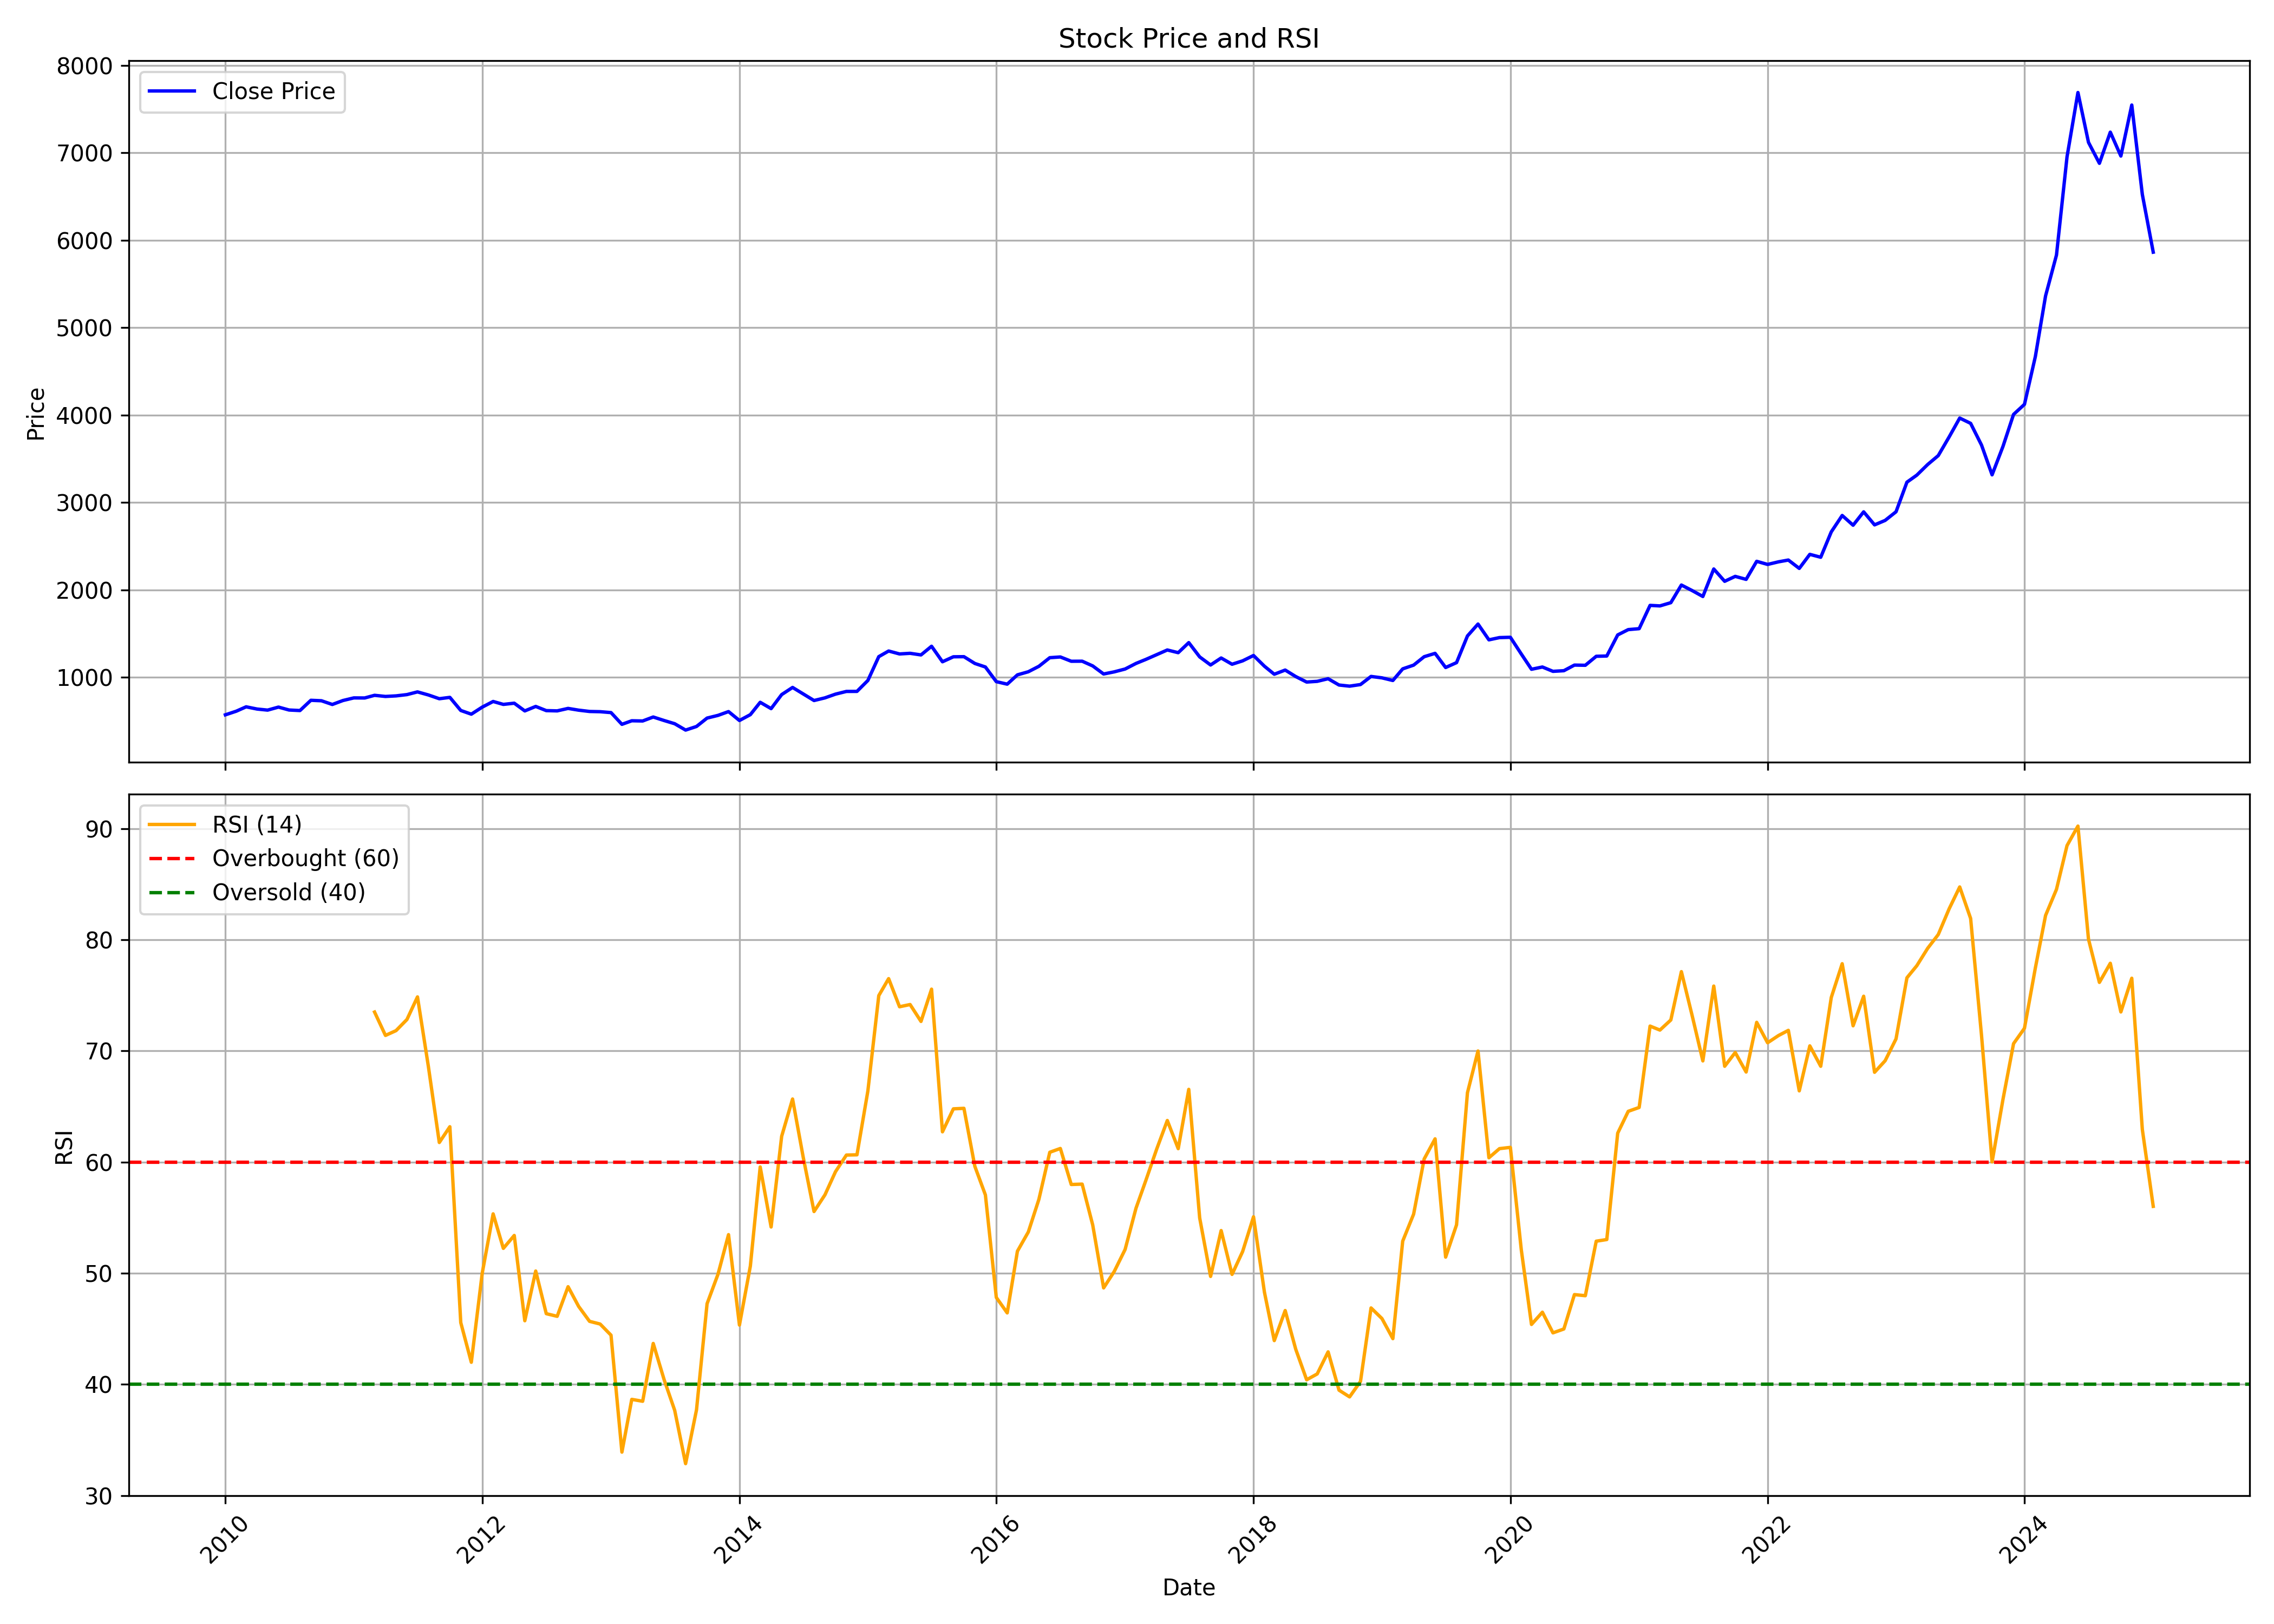 Stock Price and RSI
Close Price
8000
7000
6000
5000
4000
3000
2000
1000
Price
RSI (14)
Overbought (60)
Oversold (40)
90
80
70
60
50
40
30
RSI
2010
2012
2014
2016
2018
2020
2022
2024
Date